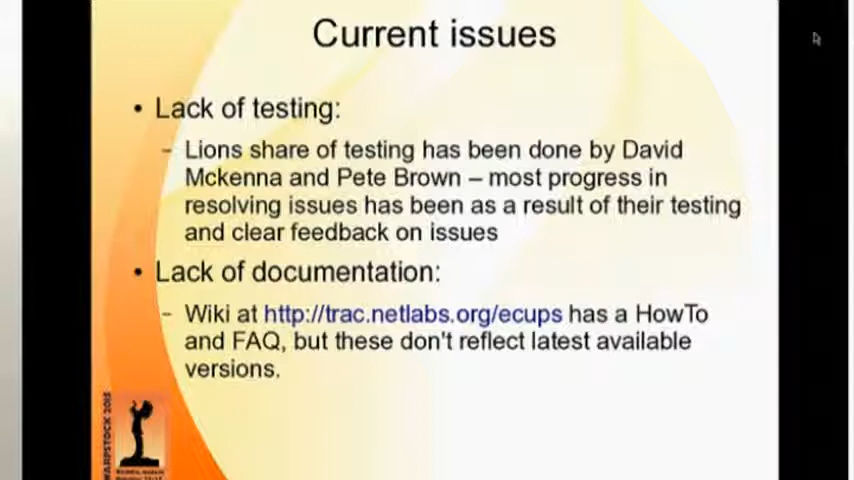 Current issues
• Lack of testing:
– Lions share of testing has been done by David
Mckenna and Pete Brown – most progress in
resolving issues has been as a result of their testing
and clear feedback on issues
• Lack of documentation:
– Wiki at http://trac.netlabs.org/ecups has a HowTo
and FAQ, but these don't reflect latest available
versions.
WARPSTOCK 2015